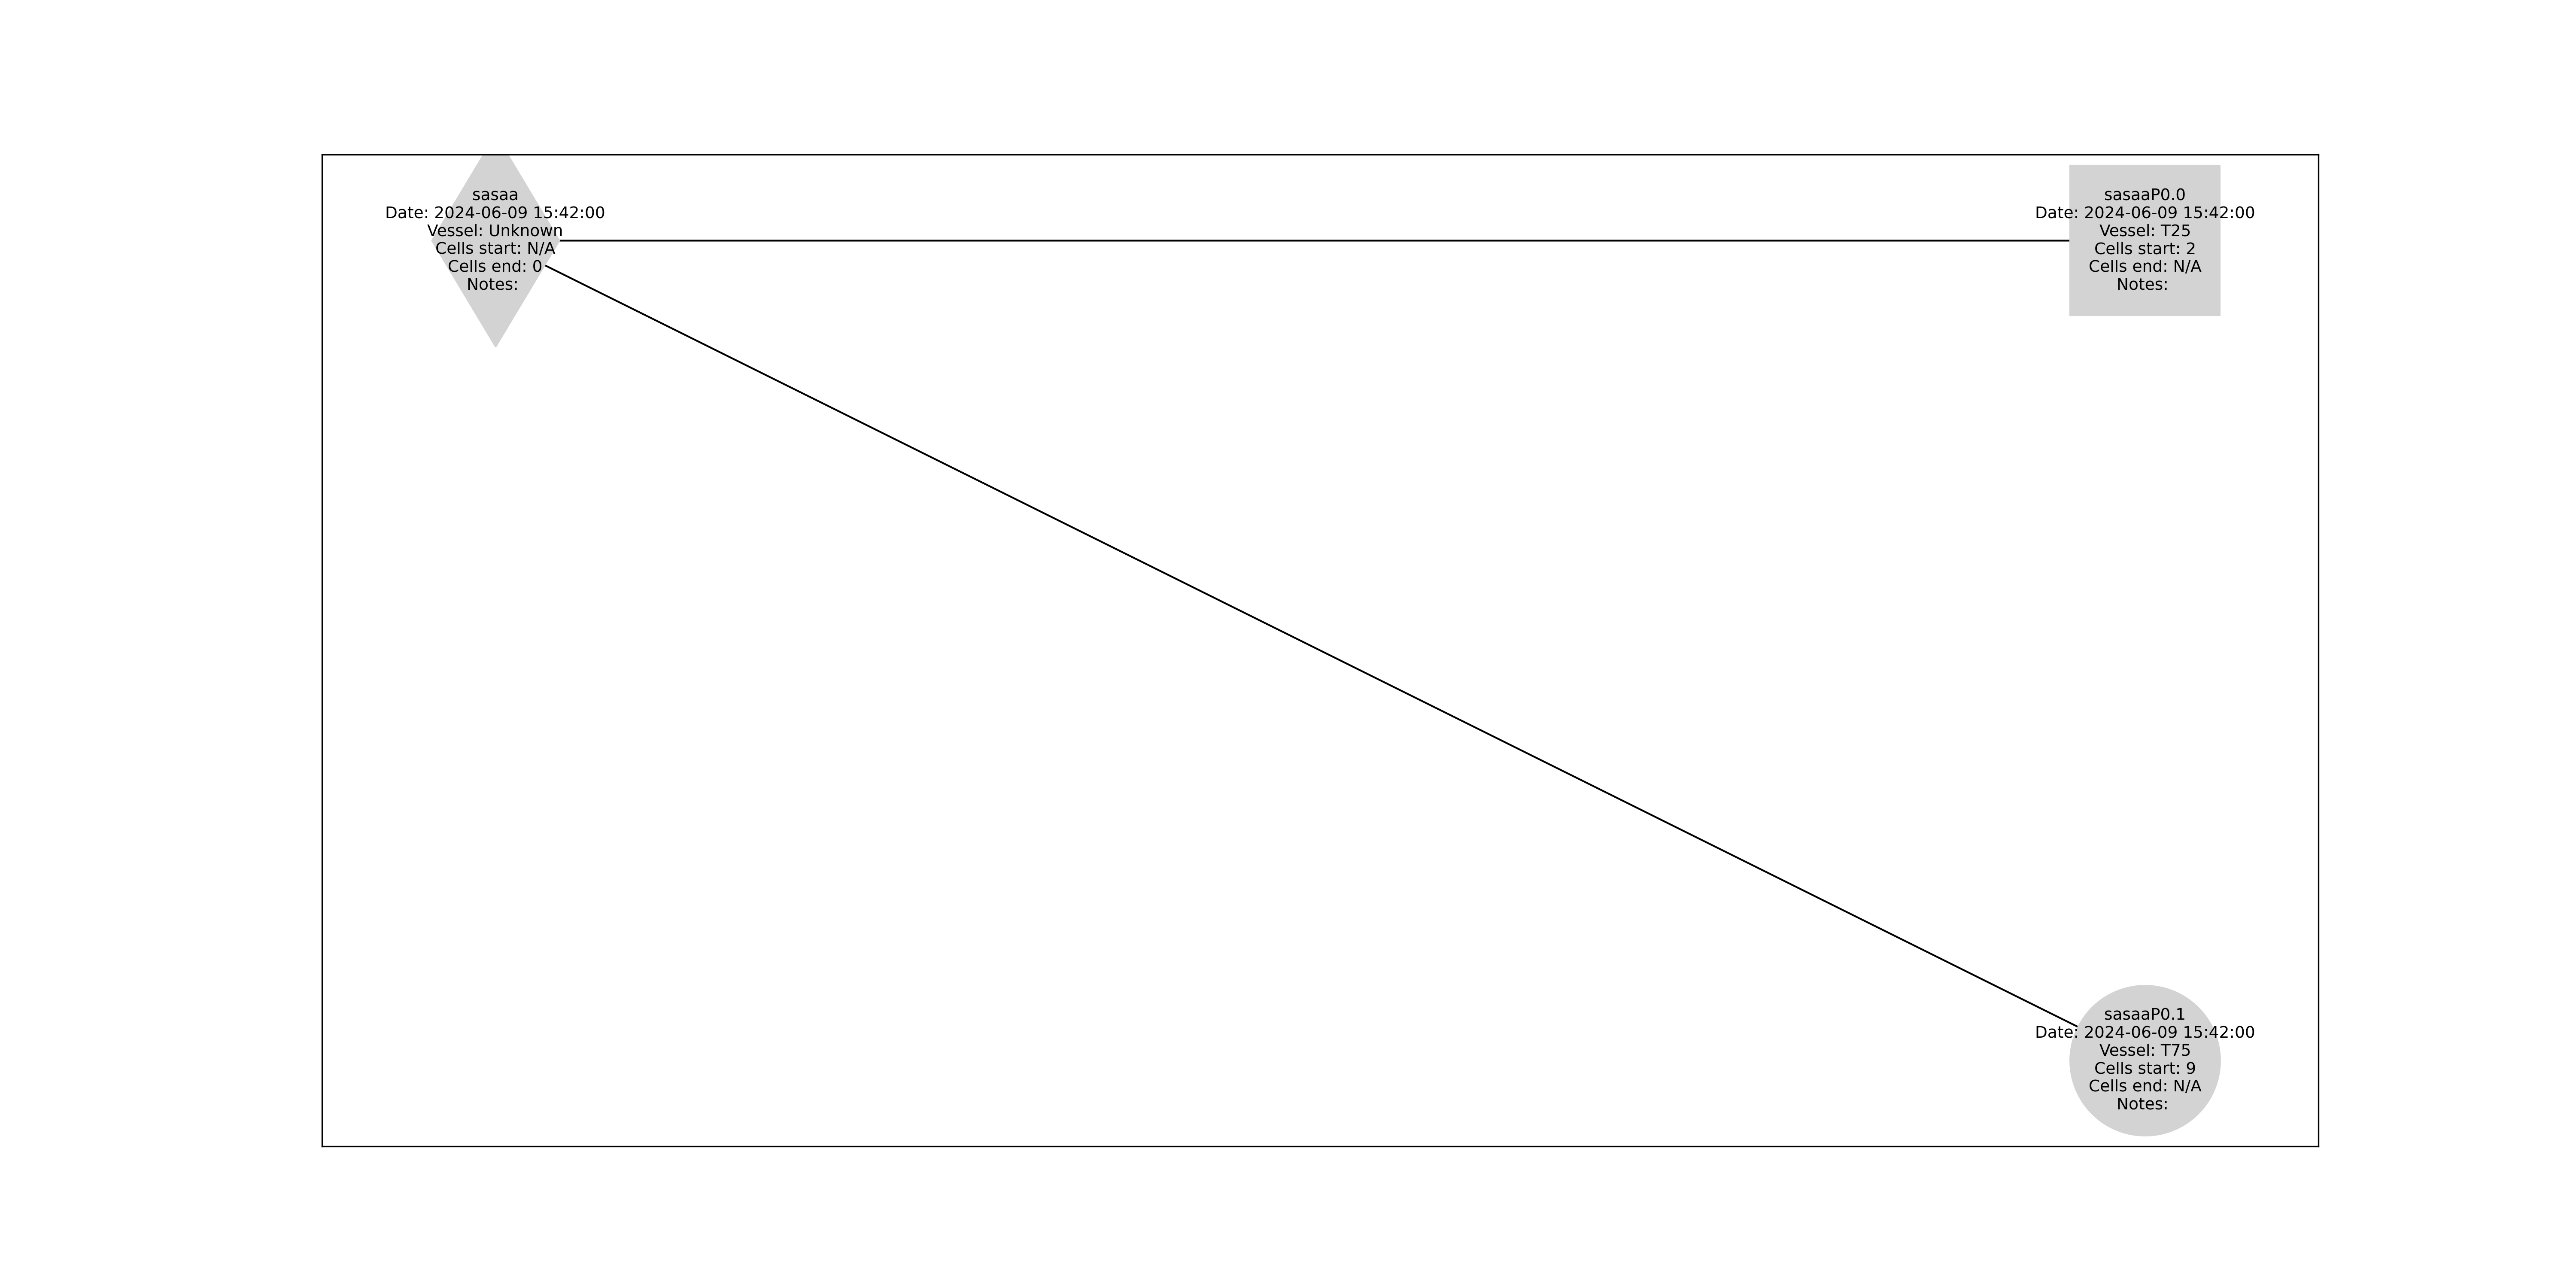 sasaa
Date: 2024-06-09 15:42:00
Vessel: Unknown
Cells start: N/A
Cells end: 0
Notes:
sasaaP0.0
Date: 2024-06-09 15:42:00
Vessel: T25
Cells start: 2
Cells end: N/A
Notes:
sasaaP0.1
Date: 2024-06-09 15:42:00
Vessel: T75
Cells start: 9
Cells end: N/A
Notes: